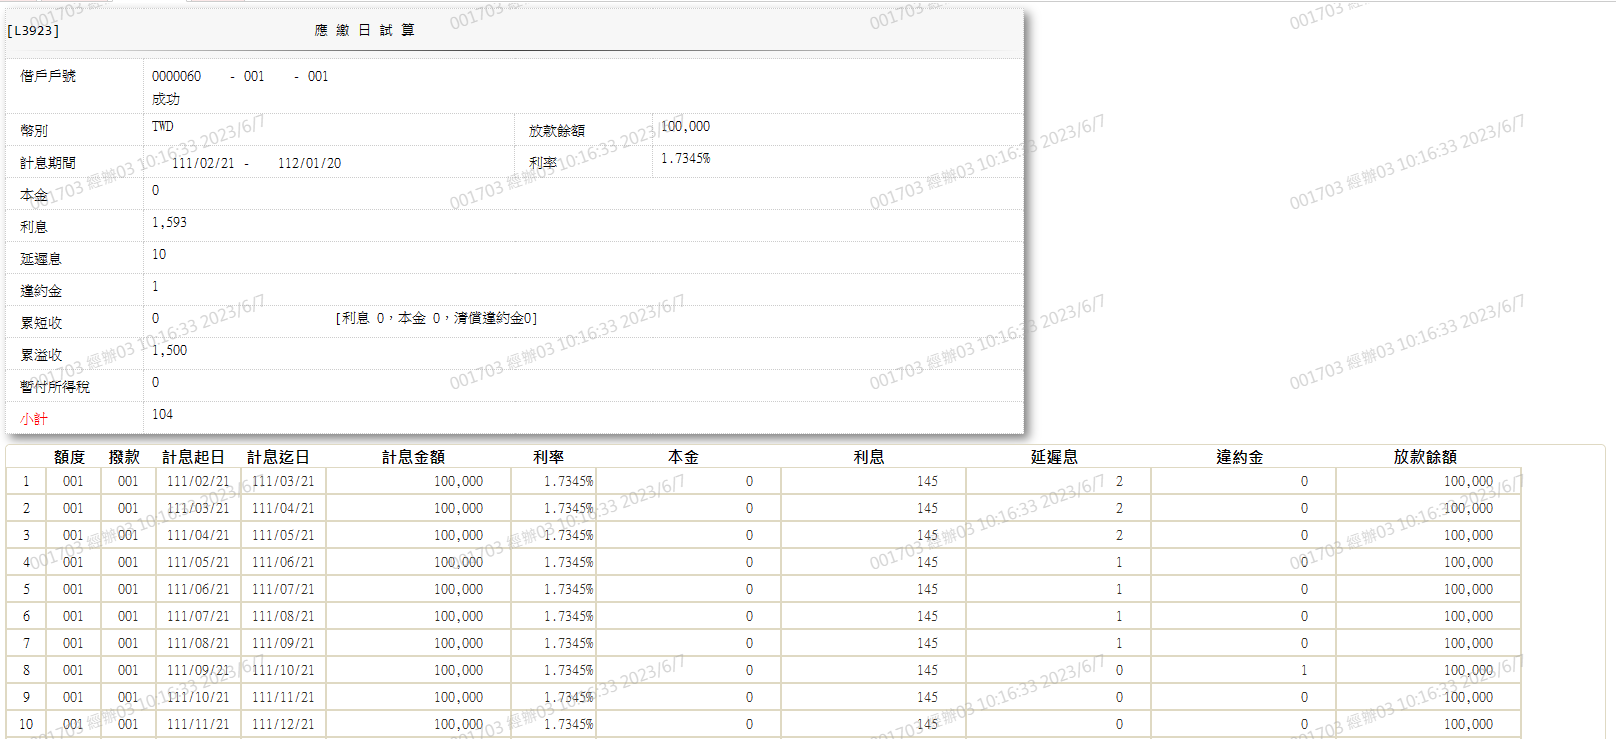 [L3923] 應 繳 日 試 算
借戶戶號 0000060 - 001 - 001
成功
幣別 TWD 放款餘額 100,000
計息期間 111/02/21 - 112/01/20 利率 1.7345%
本金 0
利息 1,593
延遲息 10
違約金 1
累短收 0 [利息 0，本金 0，清償違約金0]
累溢收 1,500
暫付所得稅 0
小計 104
額度 撥款 計息起日 計息迄日 計息金額 利率 本金 利息 延遲息 違約金 放款餘額
1 001 001 111/02/21 111/03/21 100,000 1.7345% 0 145 2 0 100,000
2 001 001 111/03/21 111/04/21 100,000 1.7345% 0 145 2 0 100,000
3 001 001 111/04/21 111/05/21 100,000 1.7345% 0 145 2 0 100,000
4 001 001 111/05/21 111/06/21 100,000 1.7345% 0 145 1 0 100,000
5 001 001 111/06/21 111/07/21 100,000 1.7345% 0 145 1 0 100,000
6 001 001 111/07/21 111/08/21 100,000 1.7345% 0 145 1 0 100,000
7 001 001 111/08/21 111/09/21 100,000 1.7345% 0 145 1 0 100,000
8 001 001 111/09/21 111/10/21 100,000 1.7345% 0 145 0 1 100,000
9 001 001 111/10/21 111/11/21 100,000 1.7345% 0 145 0 0 100,000
10 001 001 111/11/21 111/12/21 100,000 1.7345% 0 145 0 0 100,000
001703 經辦03 10:16:33 2023/6/7